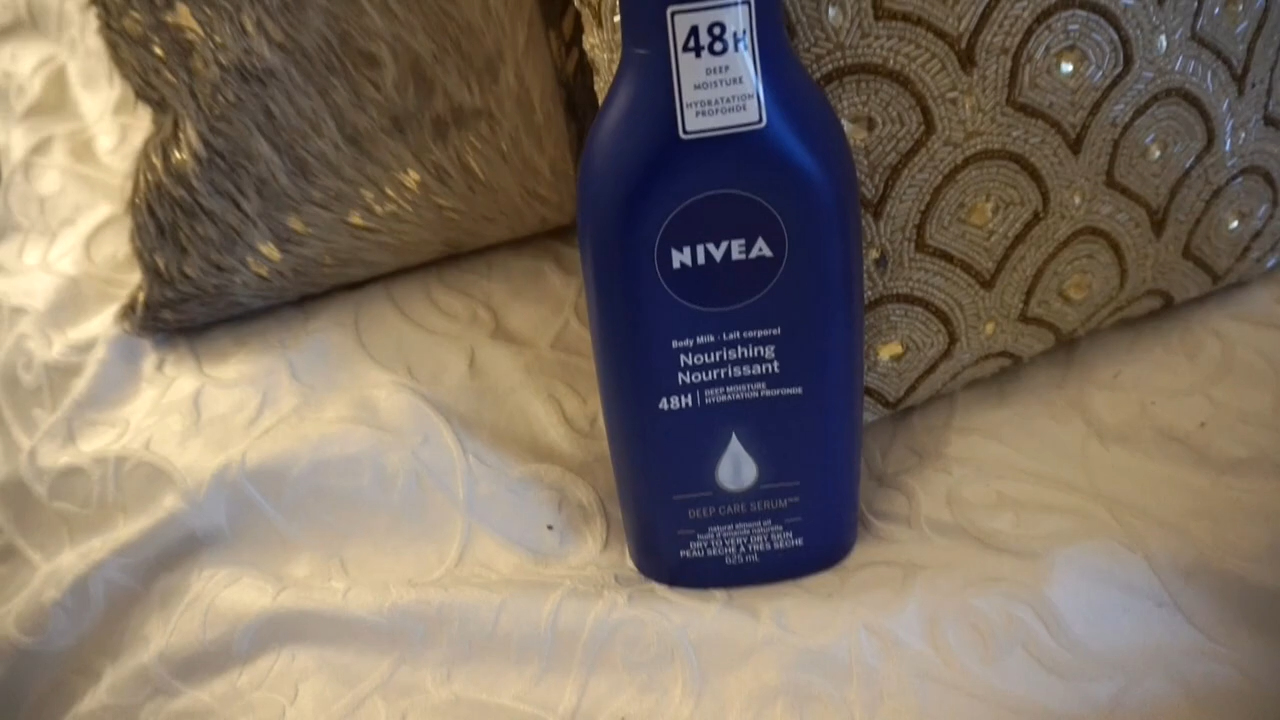 48H
DEEP
MOISTURE
HYDRATATION
PROFONDE
NIVEA
Body Milk · Lait corporel
Nourishing
Nourrissant
48H
DEEP MOISTURE
HYDRATATION PROFONDE
DEEP CARE SERUM
natural almond oil
huile d'amande naturelle
DRY TO VERY DRY SKIN
PEAU SÈCHE À TRÈS SÈCHE
625 mL